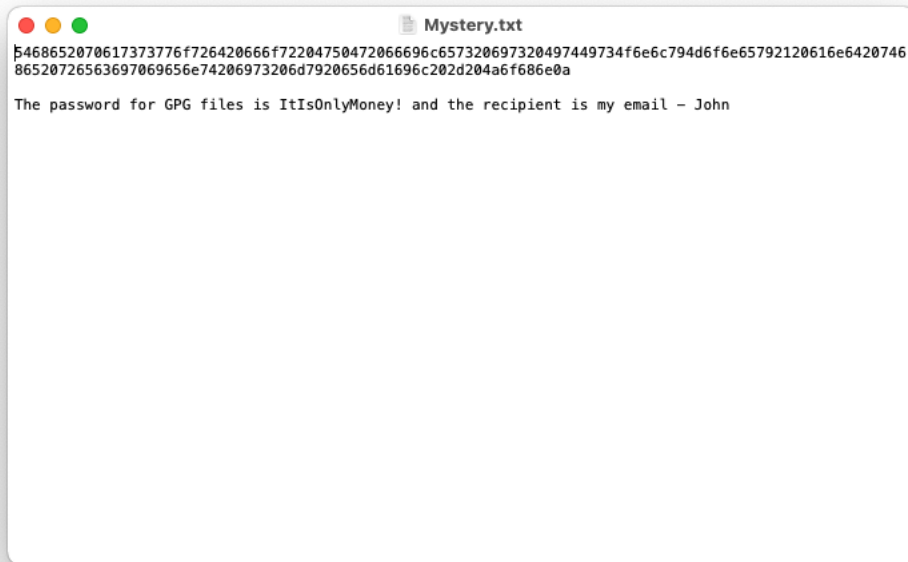 Mystery.txt
5468652070617373776f726420666f72204750472066696c657320697320497449734f6e6c794d6f6e65792120616e6420746
86520726563697069656e74206973206d7920656d61696c202d204a6f686e0a
The password for GPG files is ItIsOnlyMoney! and the recipient is my email – John